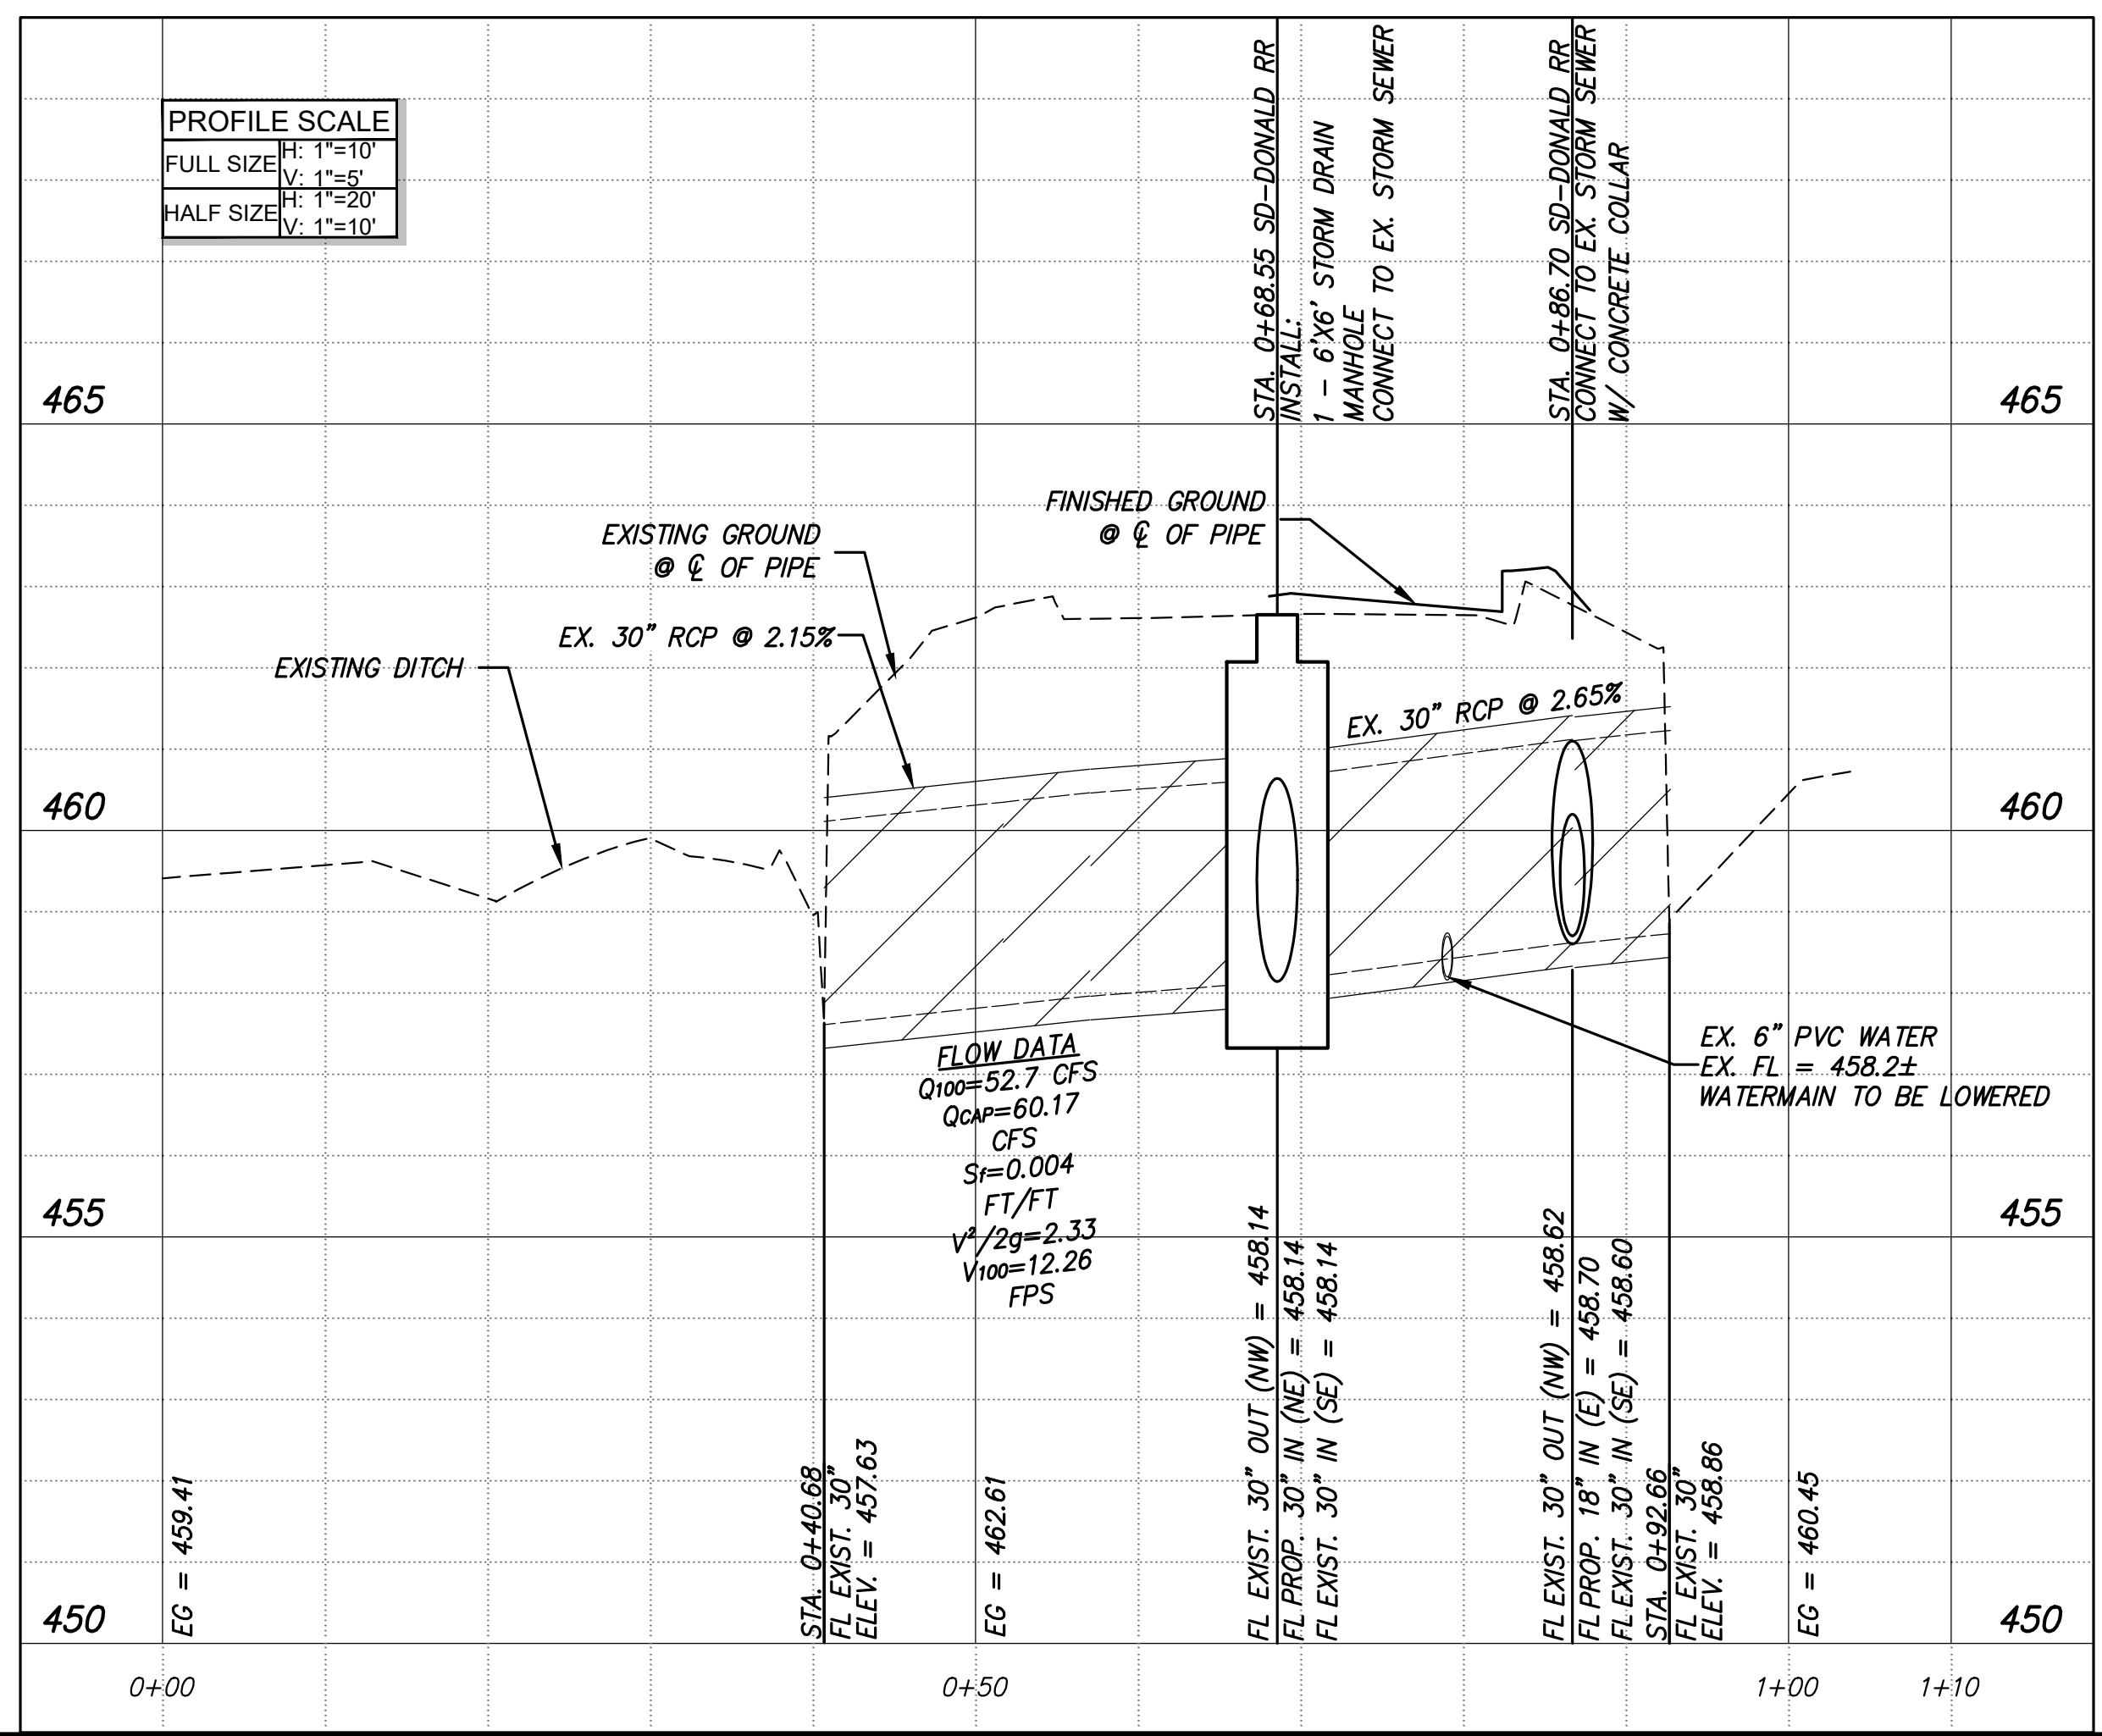 PROFILE SCALE
FULL SIZE
H: 1"=10'
V: 1"=5'
HALF SIZE
H: 1"=20'
V: 1"=10'
STA. 0+68.55 SD-DONALD RR
INSTALL:
1 - 6'X6' STORM DRAIN
MANHOLE
CONNECT TO EX. STORM SEWER
STA. 0+86.70 SD-DONALD RR
CONNECT TO EX. STORM SEWER
W/ CONCRETE COLLAR
465
465
FINISHED GROUND
@ ℄ OF PIPE
EXISTING GROUND
@ ℄ OF PIPE
EX. 30" RCP @ 2.15%
EXISTING DITCH
EX. 30" RCP @ 2.65%
460
460
EX. 6" PVC WATER
EX. FL = 458.2±
WATERMAIN TO BE LOWERED
FLOW DATA
Q100=52.7 CFS
QCAP=60.17
CFS
Sf=0.004
FT/FT
V²/2g=2.33
V100=12.26
FPS
455
455
EG = 459.41
STA. 0+40.68
FL EXIST. 30"
ELEV. = 457.63
EG = 462.61
FL EXIST. 30" OUT (NW) = 458.14
FL PROP. 30" IN (NE) = 458.14
FL EXIST. 30" IN (SE) = 458.14
FL EXIST. 30" OUT (NW) = 458.62
FL PROP. 18" IN (E) = 458.70
FL EXIST. 30" IN (SE) = 458.60
STA. 0+92.66
FL EXIST. 30"
ELEV. = 458.86
EG = 460.45
450
450
0+00
0+50
1+00
1+10